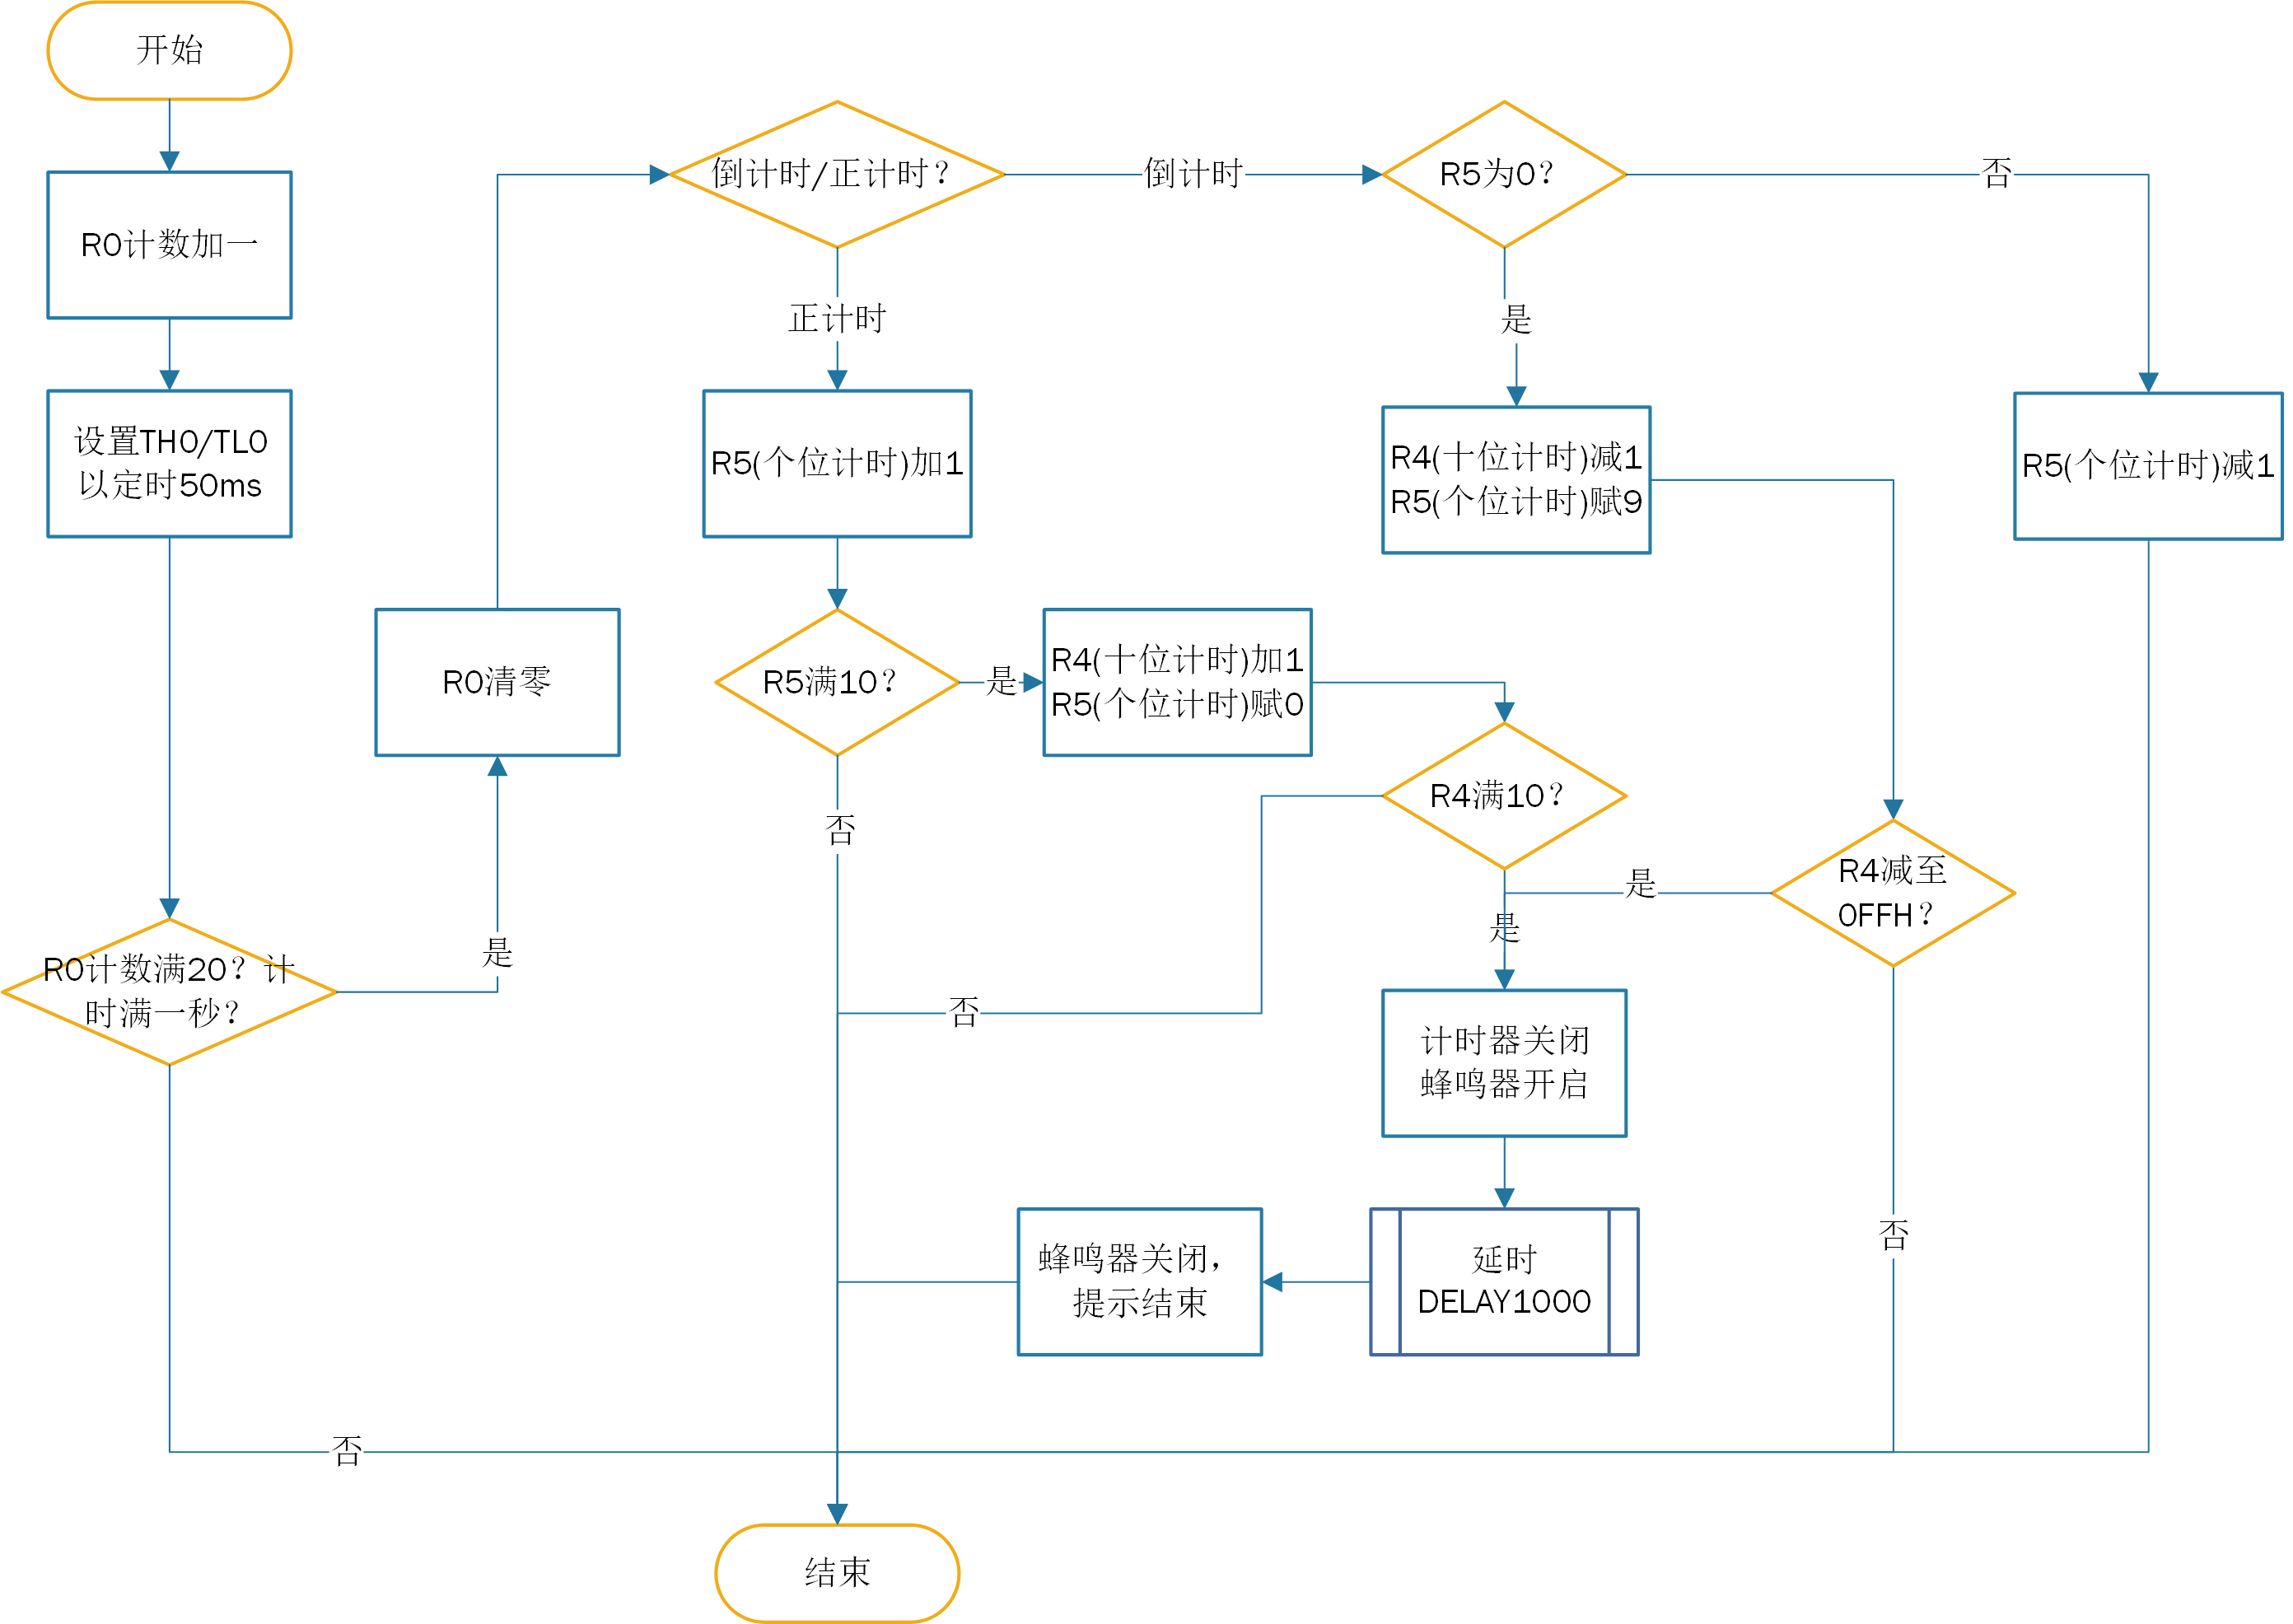 开始
R0计数加一
设置TH0/TL0
以定时50ms
R0计数满20？计
时满一秒？
否
是
R0清零
倒计时/正计时？
倒计时
正计时
R5(个位计时)加1
R5满10？
否
是
R4(十位计时)加1
R5(个位计时)赋0
R4满10？
否
是
R5为0？
是
否
R4(十位计时)减1
R5(个位计时)赋9
R5(个位计时)减1
R4减至
0FFH？
是
否
计时器关闭
蜂鸣器开启
延时
DELAY1000
蜂鸣器关闭，
提示结束
结束